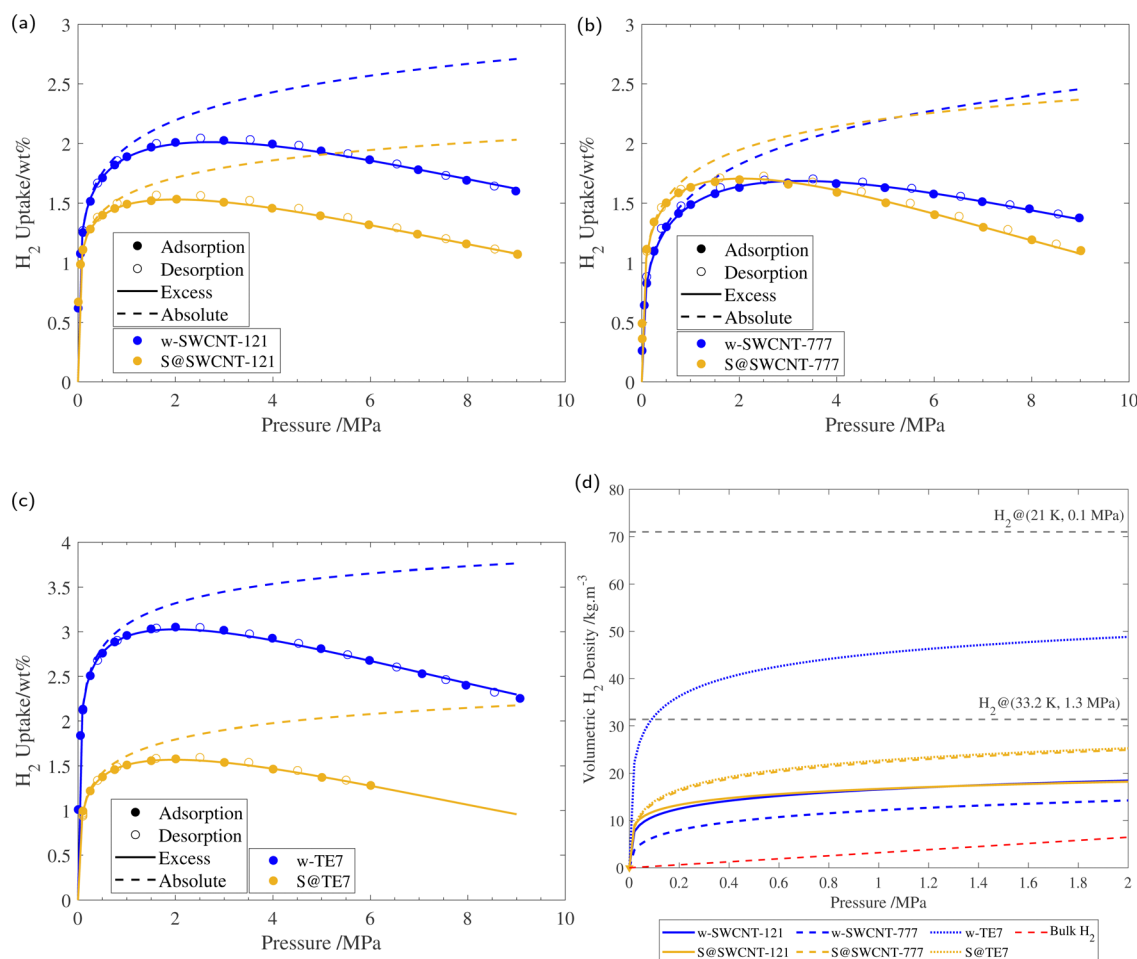 (a)
3
2.5
2
1.5
1
0.5
0
H2 Uptake/wt%
Adsorption
Desorption
Excess
Absolute
w-SWCNT-121
S@SWCNT-121
0 2 4 6 8 10
Pressure /MPa
(b)
3
2.5
2
1.5
1
0.5
0
H2 Uptake/wt%
Adsorption
Desorption
Excess
Absolute
w-SWCNT-777
S@SWCNT-777
0 2 4 6 8 10
Pressure /MPa
(c)
4
3.5
3
2.5
2
1.5
1
0.5
0
H2 Uptake/wt%
Adsorption
Desorption
Excess
Absolute
w-TE7
S@TE7
0 2 4 6 8 10
Pressure /MPa
(d)
80
70
60
50
40
30
20
10
0
Volumetric H2 Density /kg.m-3
H2@(21 K, 0.1 MPa)
H2@(33.2 K, 1.3 MPa)
0 0.2 0.4 0.6 0.8 1 1.2 1.4 1.6 1.8 2
Pressure /MPa
w-SWCNT-121 w-SWCNT-777 w-TE7 Bulk H2
S@SWCNT-121 S@SWCNT-777 S@TE7